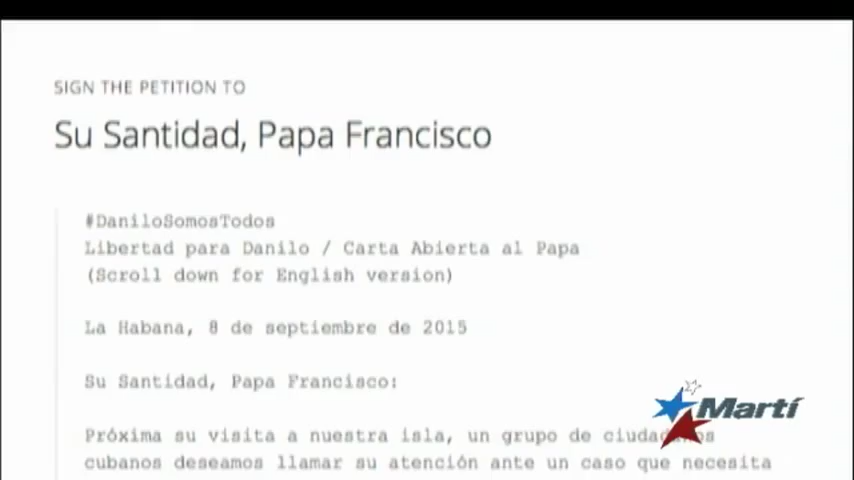 SIGN THE PETITION TO
Su Santidad, Papa Francisco
#DaniloSomosTodos
Libertad para Danilo / Carta Abierta al Papa
(Scroll down for English version)
La Habana, 8 de septiembre de 2015
Su Santidad, Papa Francisco:
Próxima su visita a nuestra isla, un grupo de ciudadanos
cubanos deseamos llamar su atención ante un caso que necesita
Martí